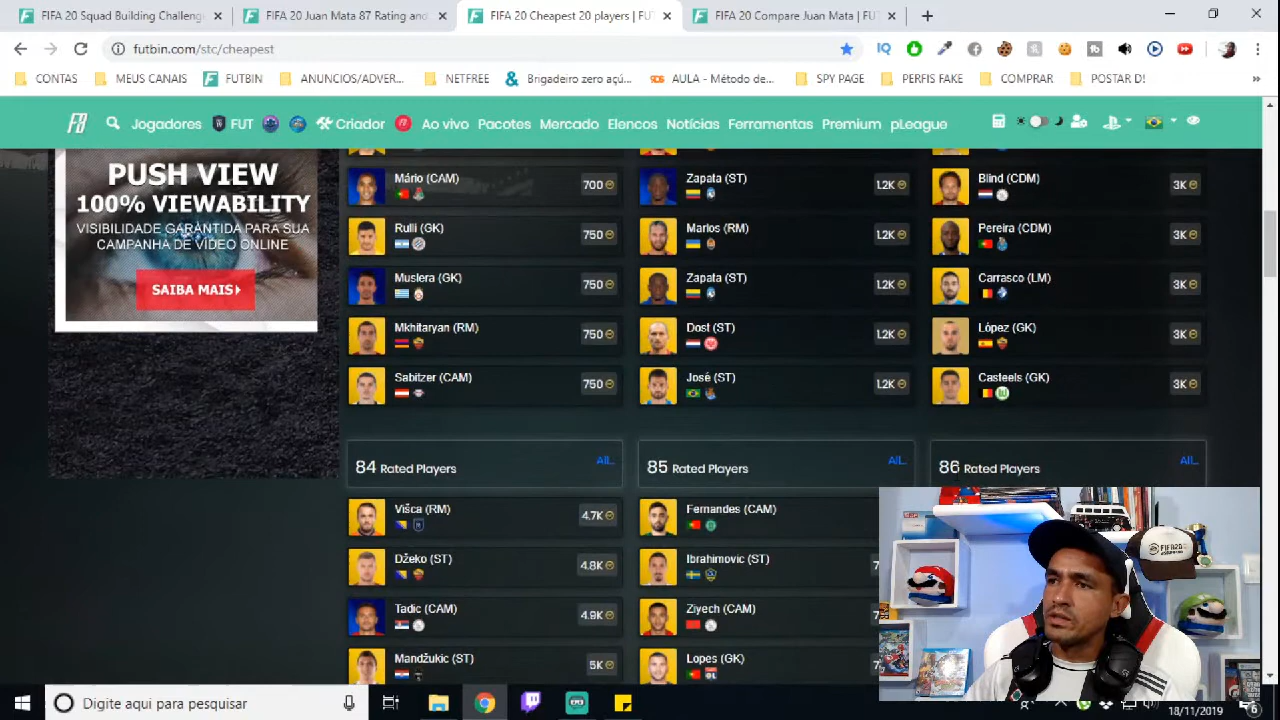 FIFA 20 Squad Building Challeng
FIFA 20 Juan Mata 87 Rating and
FIFA 20 Cheapest 20 players | FUT
FIFA 20 Compare Juan Mata | FUT
futbin.com/stc/cheapest
CONTAS
MEUS CANAIS
FUTBIN
ANUNCIOS/ADVER...
NETFREE
Brigadeiro zero açú...
AULA - Método de...
SPY PAGE
PERFIS FAKE
COMPRAR
POSTAR D!
Jogadores
FUT
Criador
Ao vivo
Pacotes
Mercado
Elencos
Notícias
Ferramentas
Premium
pLeague
PUSH VIEW
100% VIEWABILITY
VISIBILIDADE GARANTIDA PARA SUA
CAMPANHA DE VÍDEO ONLINE
SAIBA MAIS
Mário (CAM) 700
Rulli (GK) 750
Muslera (GK) 750
Mkhitaryan (RM) 750
Sabitzer (CAM) 750
Zapata (ST) 1.2K
Marlos (RM) 1.2K
Zapata (ST) 1.2K
Dost (ST) 1.2K
José (ST) 1.2K
Blind (CDM) 3K
Pereira (CDM) 3K
Carrasco (LM) 3K
López (GK) 3K
Casteels (GK) 3K
84 Rated Players All..
85 Rated Players All..
86 Rated Players All..
Višca (RM) 4.7K
Džeko (ST) 4.8K
Tadic (CAM) 4.9K
Mandžukic (ST) 5K
Fernandes (CAM)
Ibrahimovic (ST)
Ziyech (CAM)
Lopes (GK)
FIFA20
Digite aqui para pesquisar
18/11/2019
6